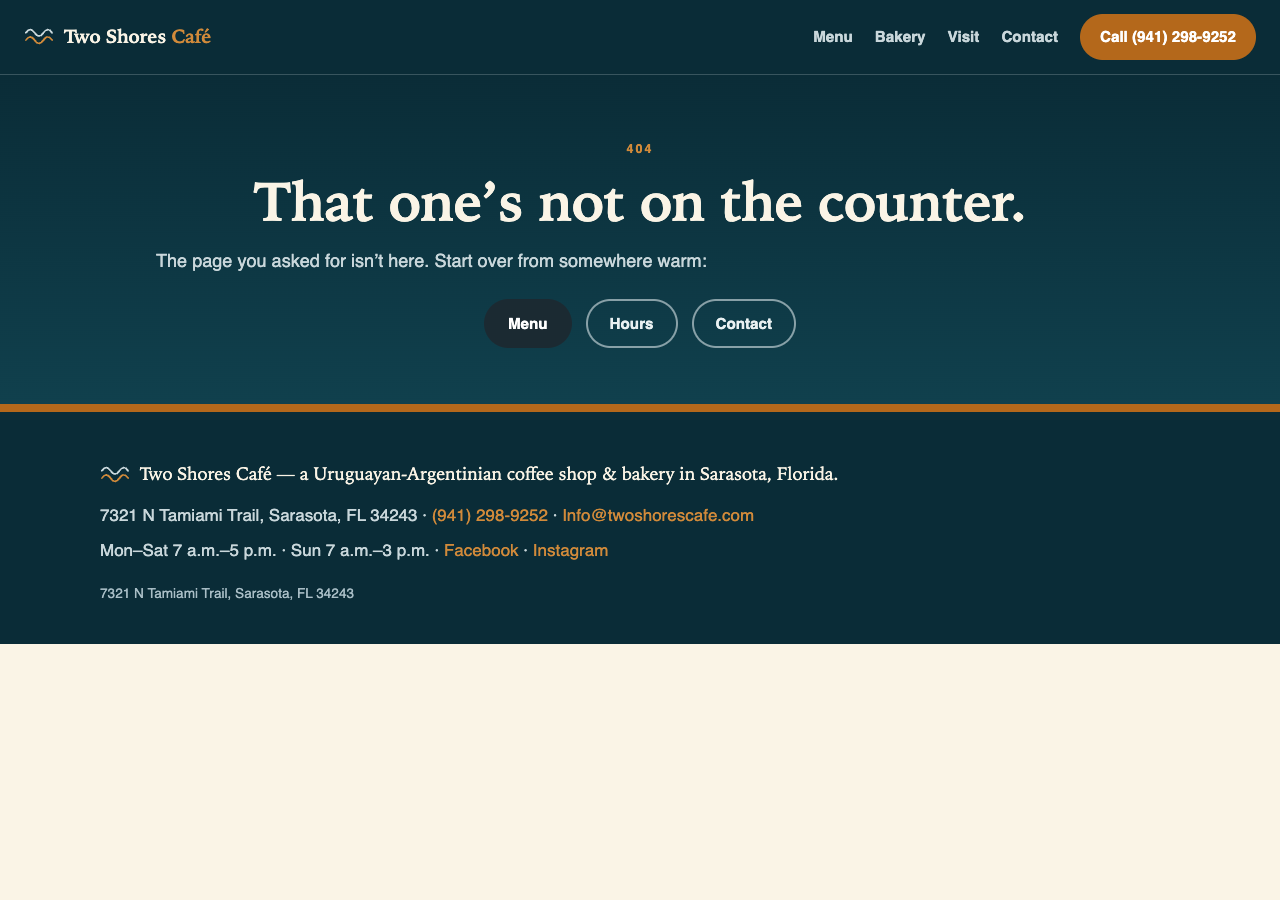 Two Shores Café
Menu
Bakery
Visit
Contact
Call (941) 298-9252
404
That one’s not on the counter.
The page you asked for isn’t here. Start over from somewhere warm:
Menu
Hours
Contact
Two Shores Café — a Uruguayan-Argentinian coffee shop & bakery in Sarasota, Florida.
7321 N Tamiami Trail, Sarasota, FL 34243 · (941) 298-9252 · Info@twoshorescafe.com
Mon–Sat 7 a.m.–5 p.m. · Sun 7 a.m.–3 p.m. · Facebook · Instagram
7321 N Tamiami Trail, Sarasota, FL 34243